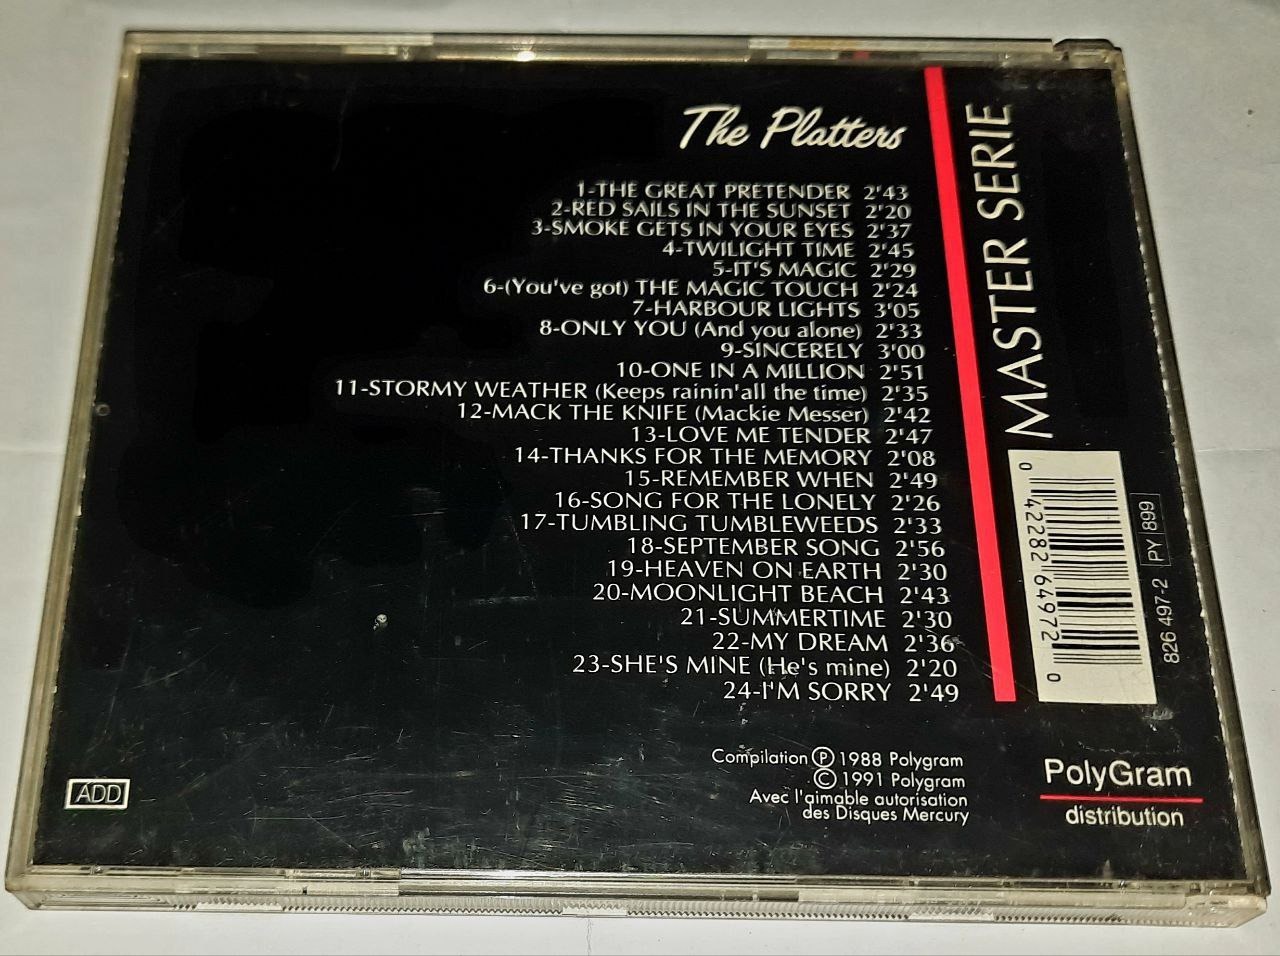 The Platters
1-THE GREAT PRETENDER 2'43
2-RED SAILS IN THE SUNSET 2'20
3-SMOKE GETS IN YOUR EYES 2'37
4-TWILIGHT TIME 2'45
5-IT'S MAGIC 2'29
6-(You've got) THE MAGIC TOUCH 2'24
7-HARBOUR LIGHTS 3'05
8-ONLY YOU (And you alone) 2'33
9-SINCERELY 3'00
10-ONE IN A MILLION 2'51
11-STORMY WEATHER (Keeps rainin'all the time) 2'35
12-MACK THE KNIFE (Mackie Messer) 2'42
13-LOVE ME TENDER 2'47
14-THANKS FOR THE MEMORY 2'08
15-REMEMBER WHEN 2'49
16-SONG FOR THE LONELY 2'26
17-TUMBLING TUMBLEWEEDS 2'33
18-SEPTEMBER SONG 2'56
19-HEAVEN ON EARTH 2'30
20-MOONLIGHT BEACH 2'43
21-SUMMERTIME 2'30
22-MY DREAM 2'36
23-SHE'S MINE (He's mine) 2'20
24-I'M SORRY 2'49
Compilation Ⓟ 1988 Polygram
© 1991 Polygram
Avec l'aimable autorisation
des Disques Mercury
ADD
MASTER SERIE
0 42282 64972 0
826 497-2 PY 899
PolyGram
distribution